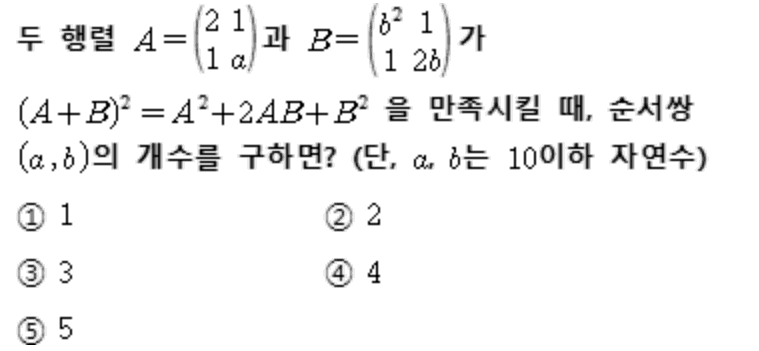 두 행렬 A=(2 1 1 a)과 B=(b² 1 1 2b)가
(A+B)²=A²+2AB+B² 을 만족시킬 때, 순서쌍
(a,b)의 개수를 구하면? (단, a, b는 10이하 자연수)
① 1 ② 2
③ 3 ④ 4
⑤ 5